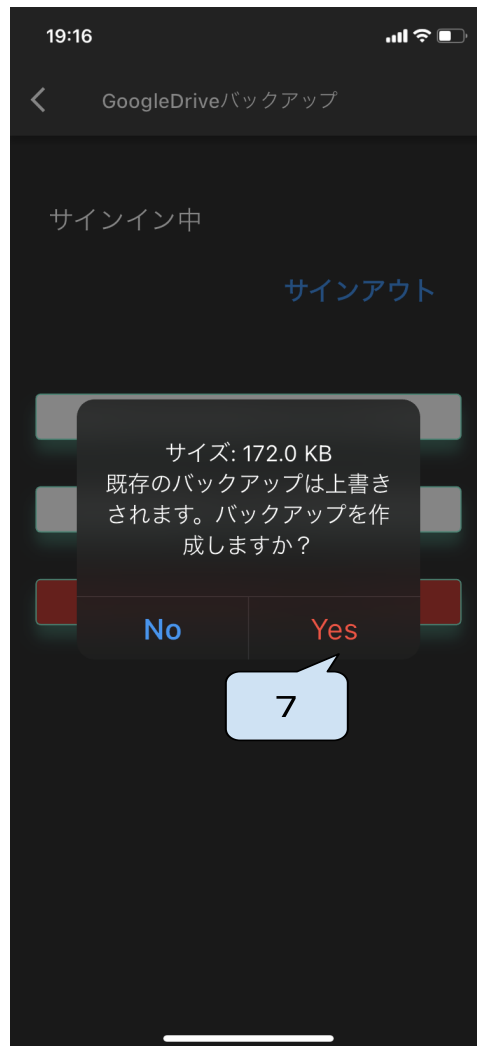 19:16
GoogleDriveバックアップ
サインイン中
サインアウト
サイズ: 172.0 KB
既存のバックアップは上書き
されます。バックアップを作
成しますか？
No
Yes
7